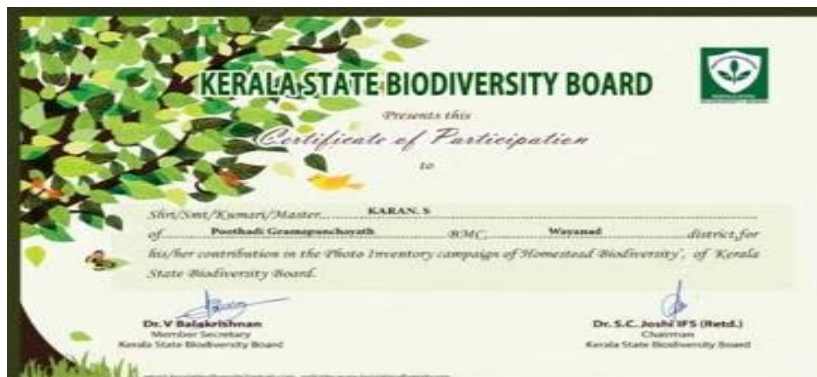 KERALA STATE BIODIVERSITY BOARD
Presents this
Certificate of Participation
to
Shri/Smt/Kumari/Master KARAN. S
of Poothadi Gramapanchayath BMC, Wayanad district, for
his/her contribution in the Photo Inventory campaign of 'Homestead Biodiversity', of Kerala
State Biodiversity Board.
Dr. V Balakrishnan
Member Secretary
Kerala State Biodiversity Board
Dr. S.C. Joshi IFS (Retd.)
Chairman
Kerala State Biodiversity Board